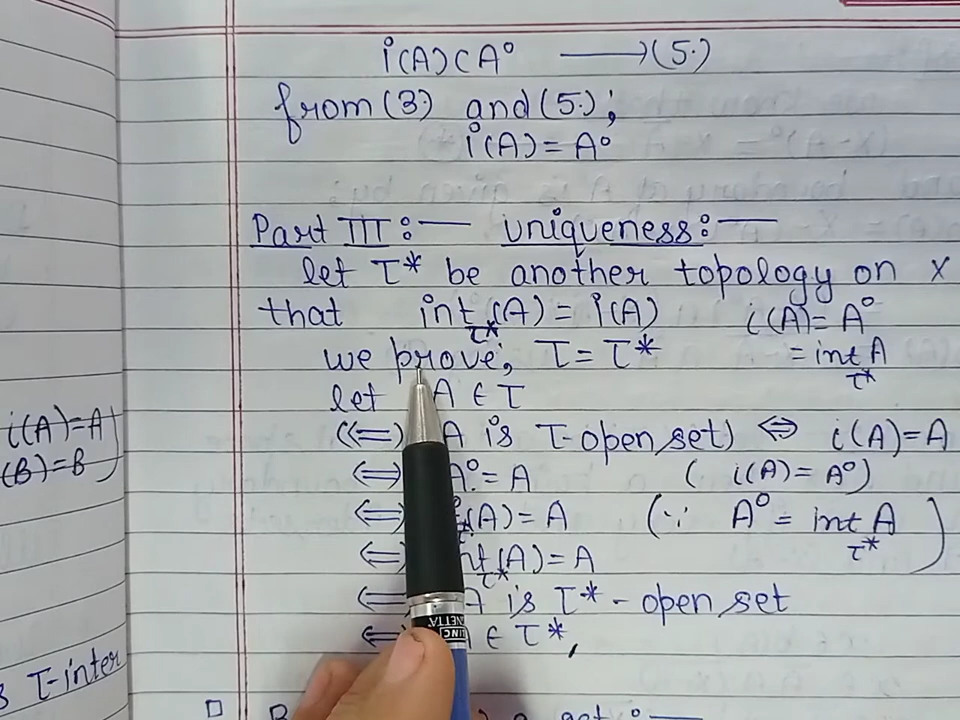 i(A)⊂A° ⟶(5.)
from (3.) and (5.);
i(A) = A°
Part III :— uniqueness:—
let τ* be another topology on X
that int(A) = i(A) i(A) = A°
τ*
we prove, τ = τ* = int A
τ*
let A ∈ τ
(⟺) A is τ-open set) ⟺ i(A) = A
⟺ A° = A ( i(A) = A°)
⟺ (A) = A (∵ A° = int A )
τ*
⟺ int(A) = A
τ*
⟺ A is τ* - open set
⟺ A ∈ τ*,
i(A) = A
(B) = B
τ-inter